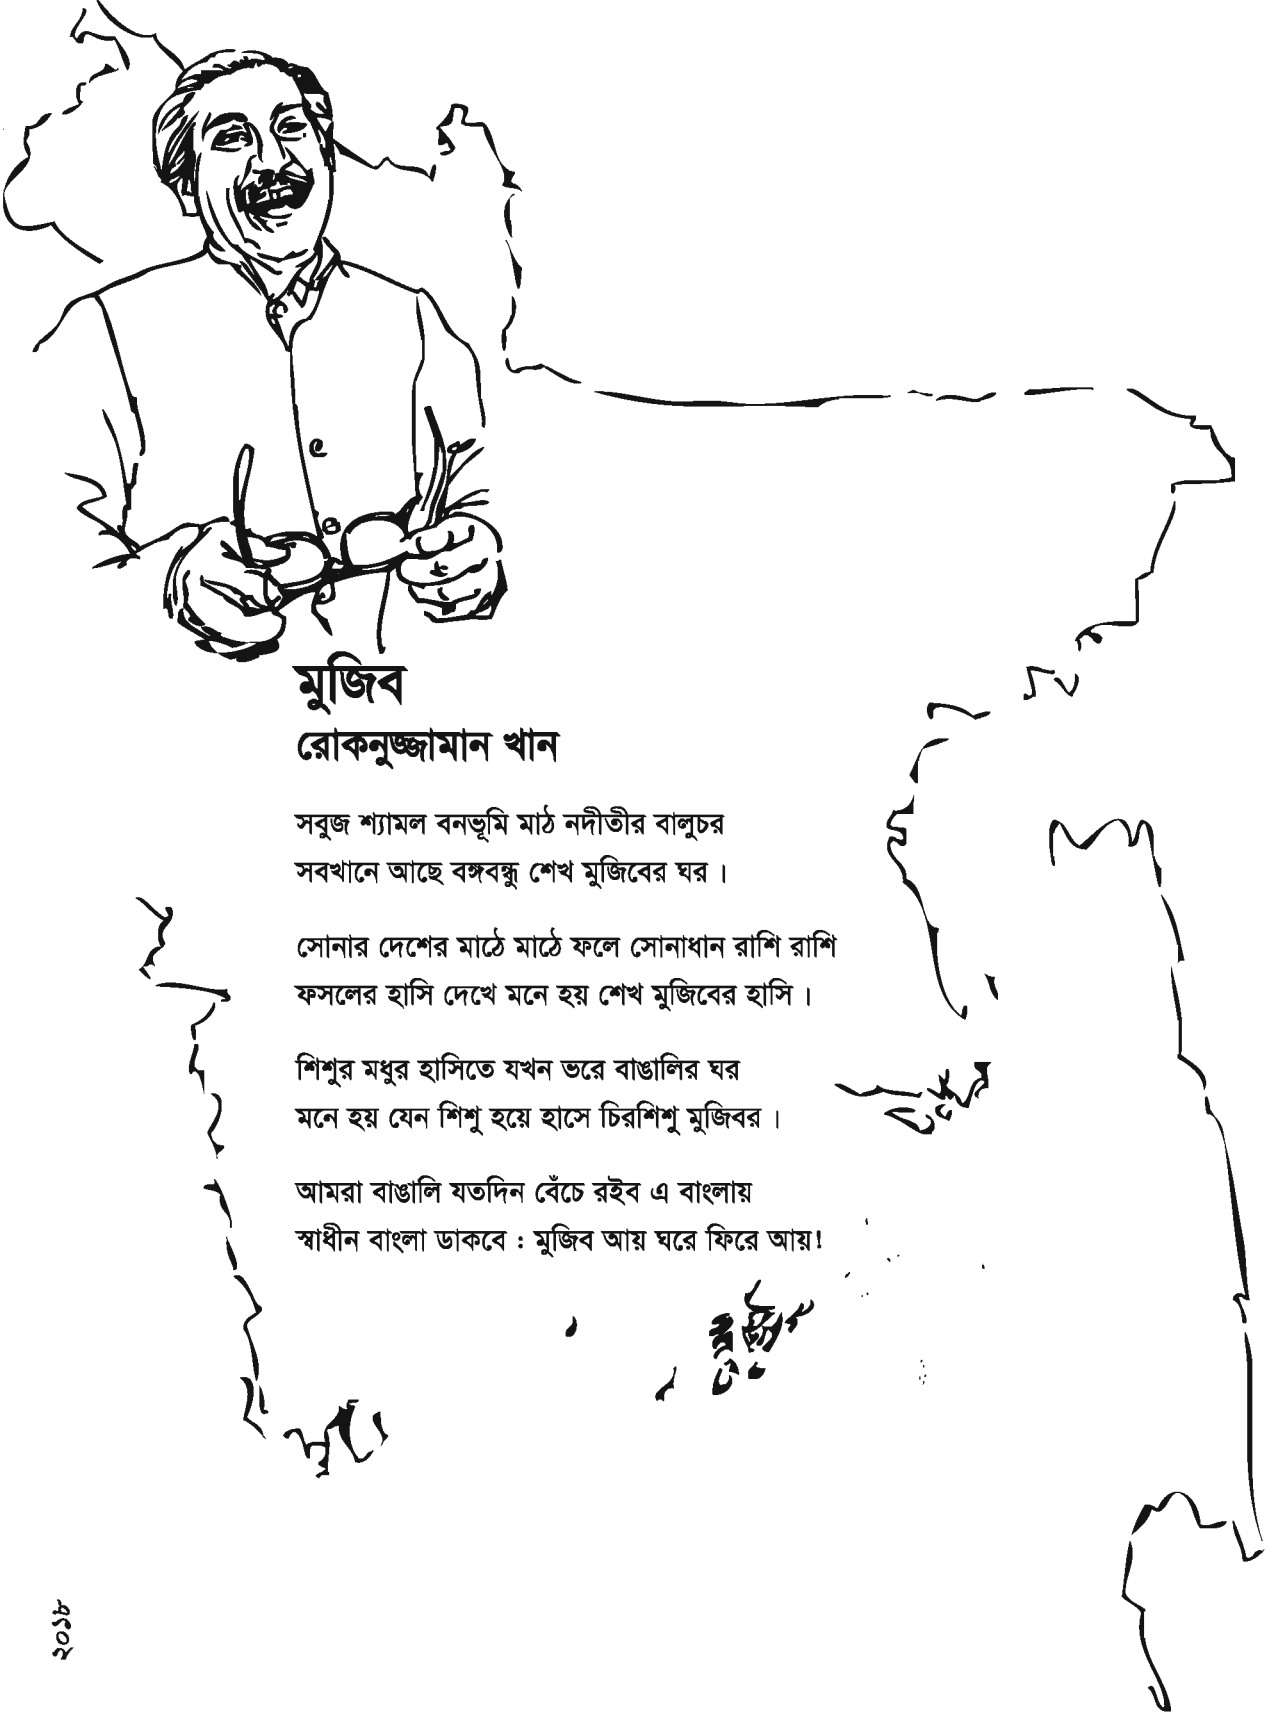 মুজিব
রোকনুজ্জামান খান
সবুজ শ্যামল বনভূমি মাঠ নদীতীর বালুচর
সবখানে আছে বঙ্গবন্ধু শেখ মুজিবের ঘর।
সোনার দেশের মাঠে মাঠে ফলে সোনাধান রাশি রাশি
ফসলের হাসি দেখে মনে হয় শেখ মুজিবের হাসি।
শিশুর মধুর হাসিতে যখন ভরে বাঙালির ঘর
মনে হয় যেন শিশু হয়ে হাসে চিরশিশু মুজিবর।
আমরা বাঙালি যতদিন বেঁচে রইব এ বাংলায়
স্বাধীন বাংলা ডাকবে : মুজিব আয় ঘরে ফিরে আয়!
২০১৮